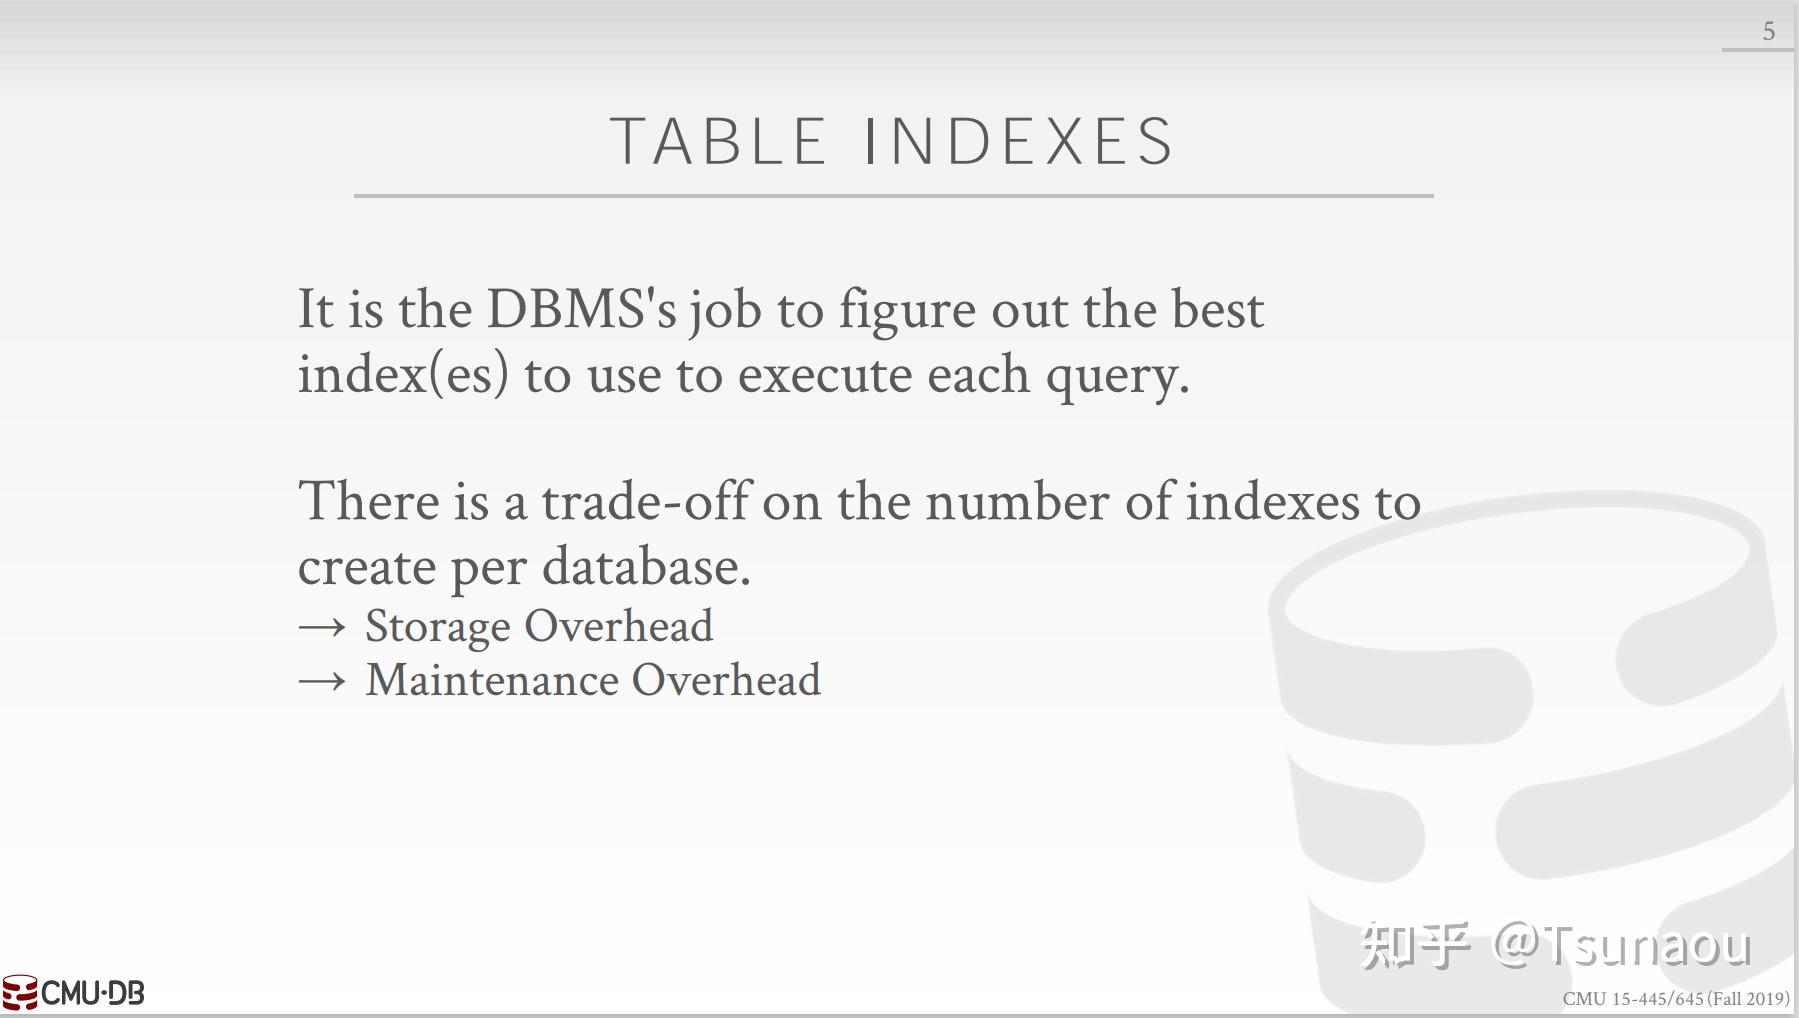 5
TABLE INDEXES
It is the DBMS's job to figure out the best
index(es) to use to execute each query.
There is a trade-off on the number of indexes to
create per database.
→ Storage Overhead
→ Maintenance Overhead
知乎 @Tsunaou
CMU·DB
CMU 15-445/645 (Fall 2019)